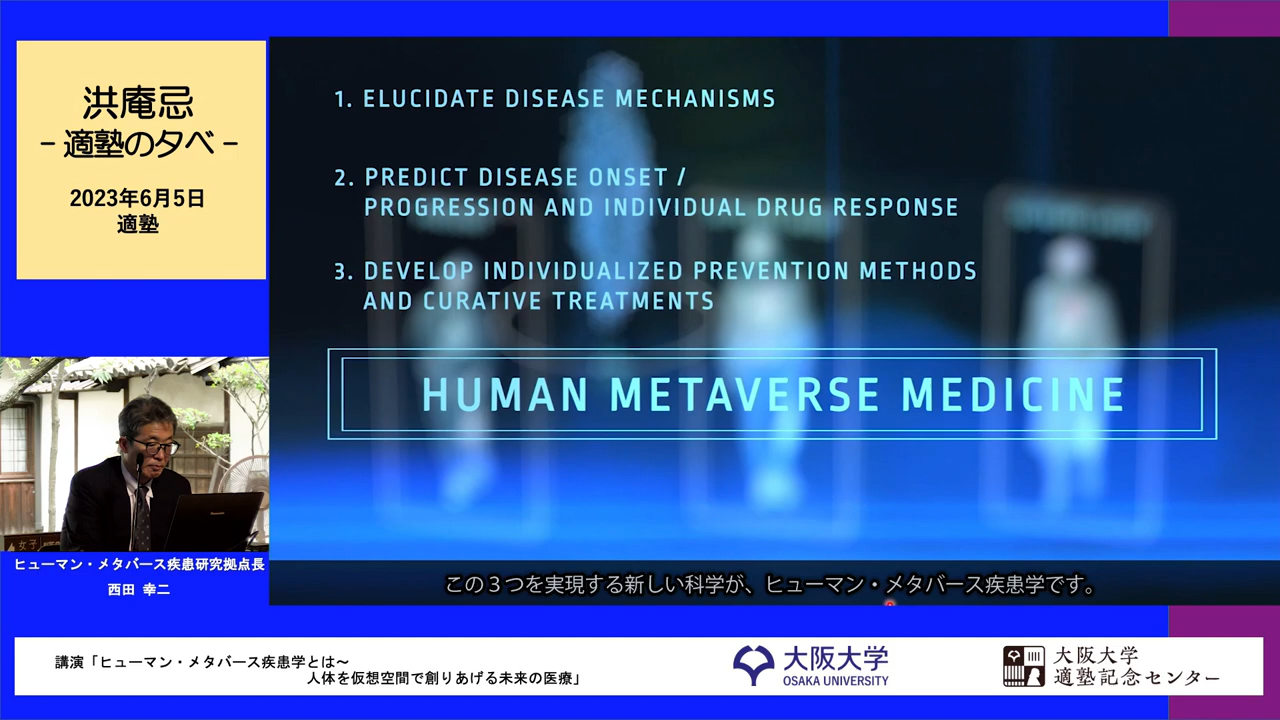 洪庵忌
- 適塾の夕べ -
2023年6月5日
適塾
1. ELUCIDATE DISEASE MECHANISMS
2. PREDICT DISEASE ONSET /
PROGRESSION AND INDIVIDUAL DRUG RESPONSE
3. DEVELOP INDIVIDUALIZED PREVENTION METHODS
AND CURATIVE TREATMENTS
HUMAN METAVERSE MEDICINE
この３つを実現する新しい科学が、ヒューマン・メタバース疾患学です。
Panasonic
女子
ヒューマン・メタバース疾患研究拠点長
西田 幸二
講演「ヒューマン・メタバース疾患学とは～
人体を仮想空間で創りあげる未来の医療」
大阪大学
OSAKA UNIVERSITY
大阪大学
適塾記念センター